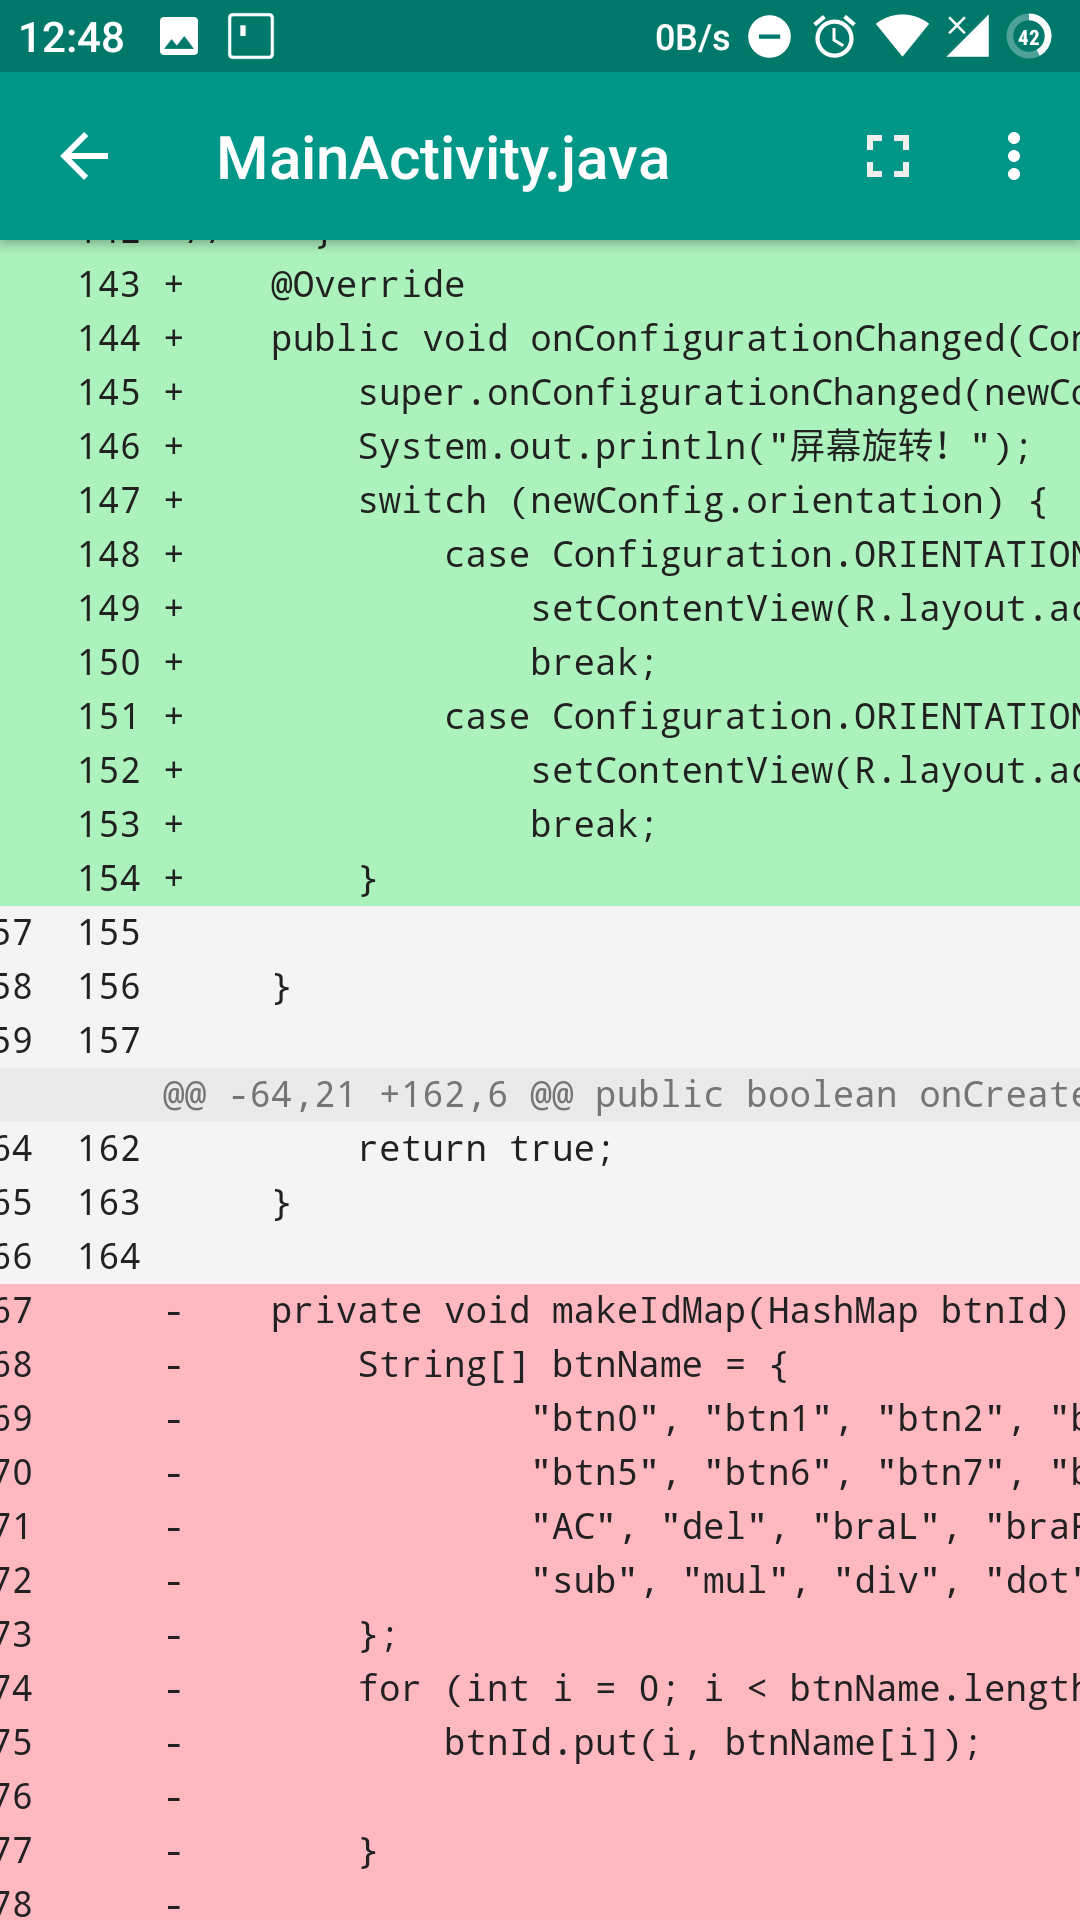 12:48 0B/s 42
MainActivity.java
143 + @Override
144 + public void onConfigurationChanged(Con
145 + super.onConfigurationChanged(newCo
146 + System.out.println("屏幕旋转！");
147 + switch (newConfig.orientation) {
148 + case Configuration.ORIENTATION
149 + setContentView(R.layout.ac
150 + break;
151 + case Configuration.ORIENTATION
152 + setContentView(R.layout.ac
153 + break;
154 + }
57 155
58 156 }
59 157
@@ -64,21 +162,6 @@ public boolean onCreate
64 162 return true;
65 163 }
66 164
67 - private void makeIdMap(HashMap btnId)
68 - String[] btnName = {
69 - "btn0", "btn1", "btn2", "b
70 - "btn5", "btn6", "btn7", "b
71 - "AC", "del", "braL", "braR
72 - "sub", "mul", "div", "dot"
73 - };
74 - for (int i = 0; i < btnName.length
75 - btnId.put(i, btnName[i]);
76 -
77 - }
78 -